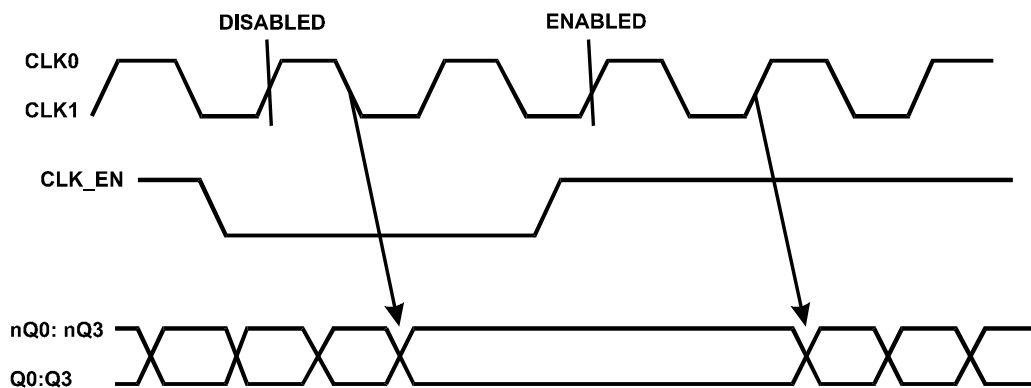 DISABLED
ENABLED
CLK0
CLK1
CLK_EN
nQ0: nQ3
Q0:Q3